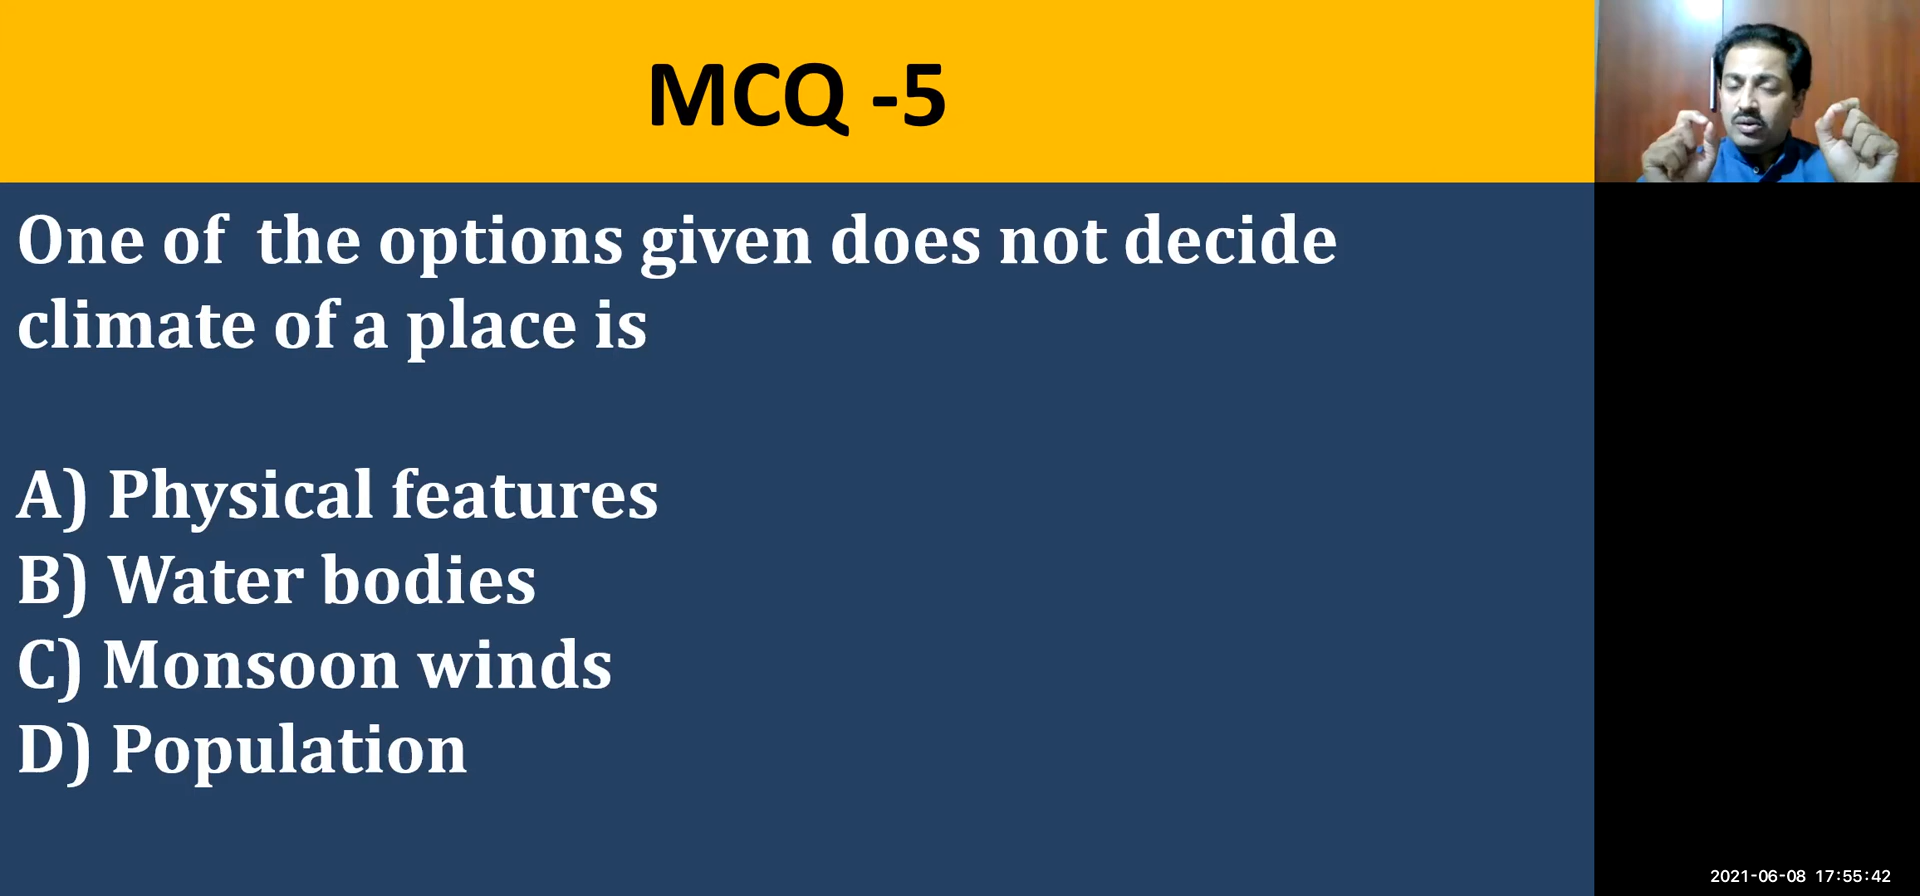 MCQ -5
One of the options given does not decide
climate of a place is
A) Physical features
B) Water bodies
C) Monsoon winds
D) Population
2021-06-08 17:55:42